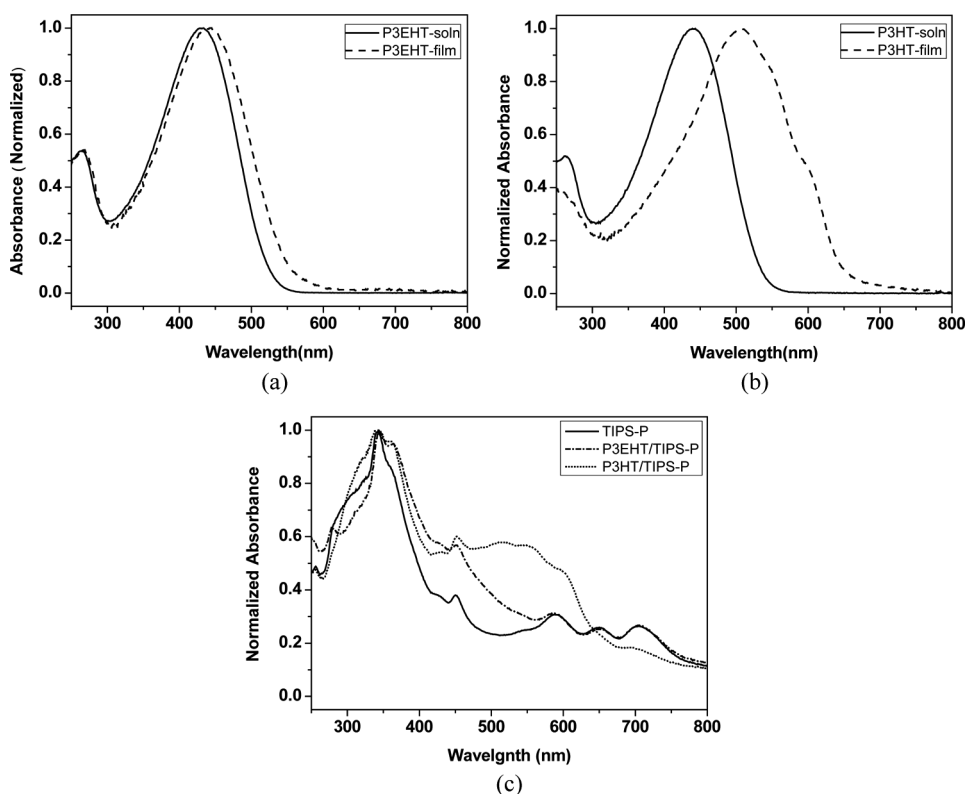 P3EHT-soln
P3EHT-film
Absorbance (Normalized)
1.0
0.8
0.6
0.4
0.2
0.0
300 400 500 600 700 800
Wavelength(nm)
(a)
P3HT-soln
P3HT-film
Normalized Absorbance
1.0
0.8
0.6
0.4
0.2
0.0
300 400 500 600 700 800
Wavelength(nm)
(b)
TIPS-P
P3EHT/TIPS-P
P3HT/TIPS-P
Normalized Absorbance
1.0
0.8
0.6
0.4
0.2
0.0
300 400 500 600 700 800
Wavelgnth (nm)
(c)